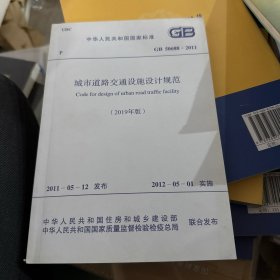 UDC
中华人民共和国国家标准
GB
P
GB 50688-2011
城市道路交通设施设计规范
Code for design of urban road traffic facility
(2019年版)
2011-05-12 发布
2012-05-01 实施
中华人民共和国住房和城乡建设部
中华人民共和国国家质量监督检验检疫总局
联合发布